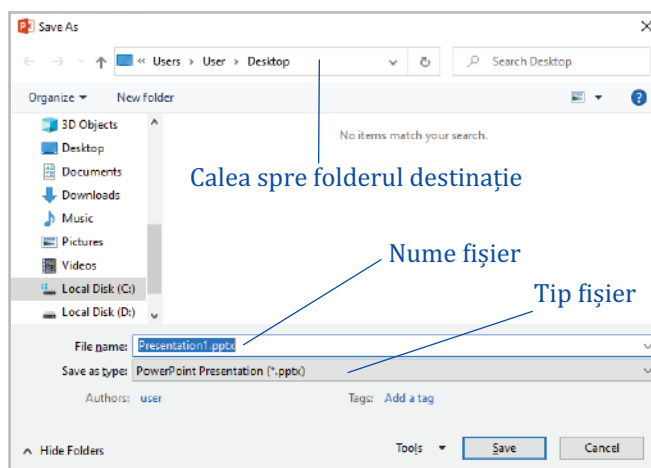 Save As
« Users › User › Desktop
Search Desktop
Organize
New folder
3D Objects
Desktop
Documents
Downloads
Music
Pictures
Videos
Local Disk (C:)
Local Disk (D:)
No items match your search.
Calea spre folderul destinație
Nume fișier
Tip fișier
File name: Presentation1.pptx
Save as type: PowerPoint Presentation (*.pptx)
Authors: user
Tags: Add a tag
Hide Folders
Tools
Save
Cancel